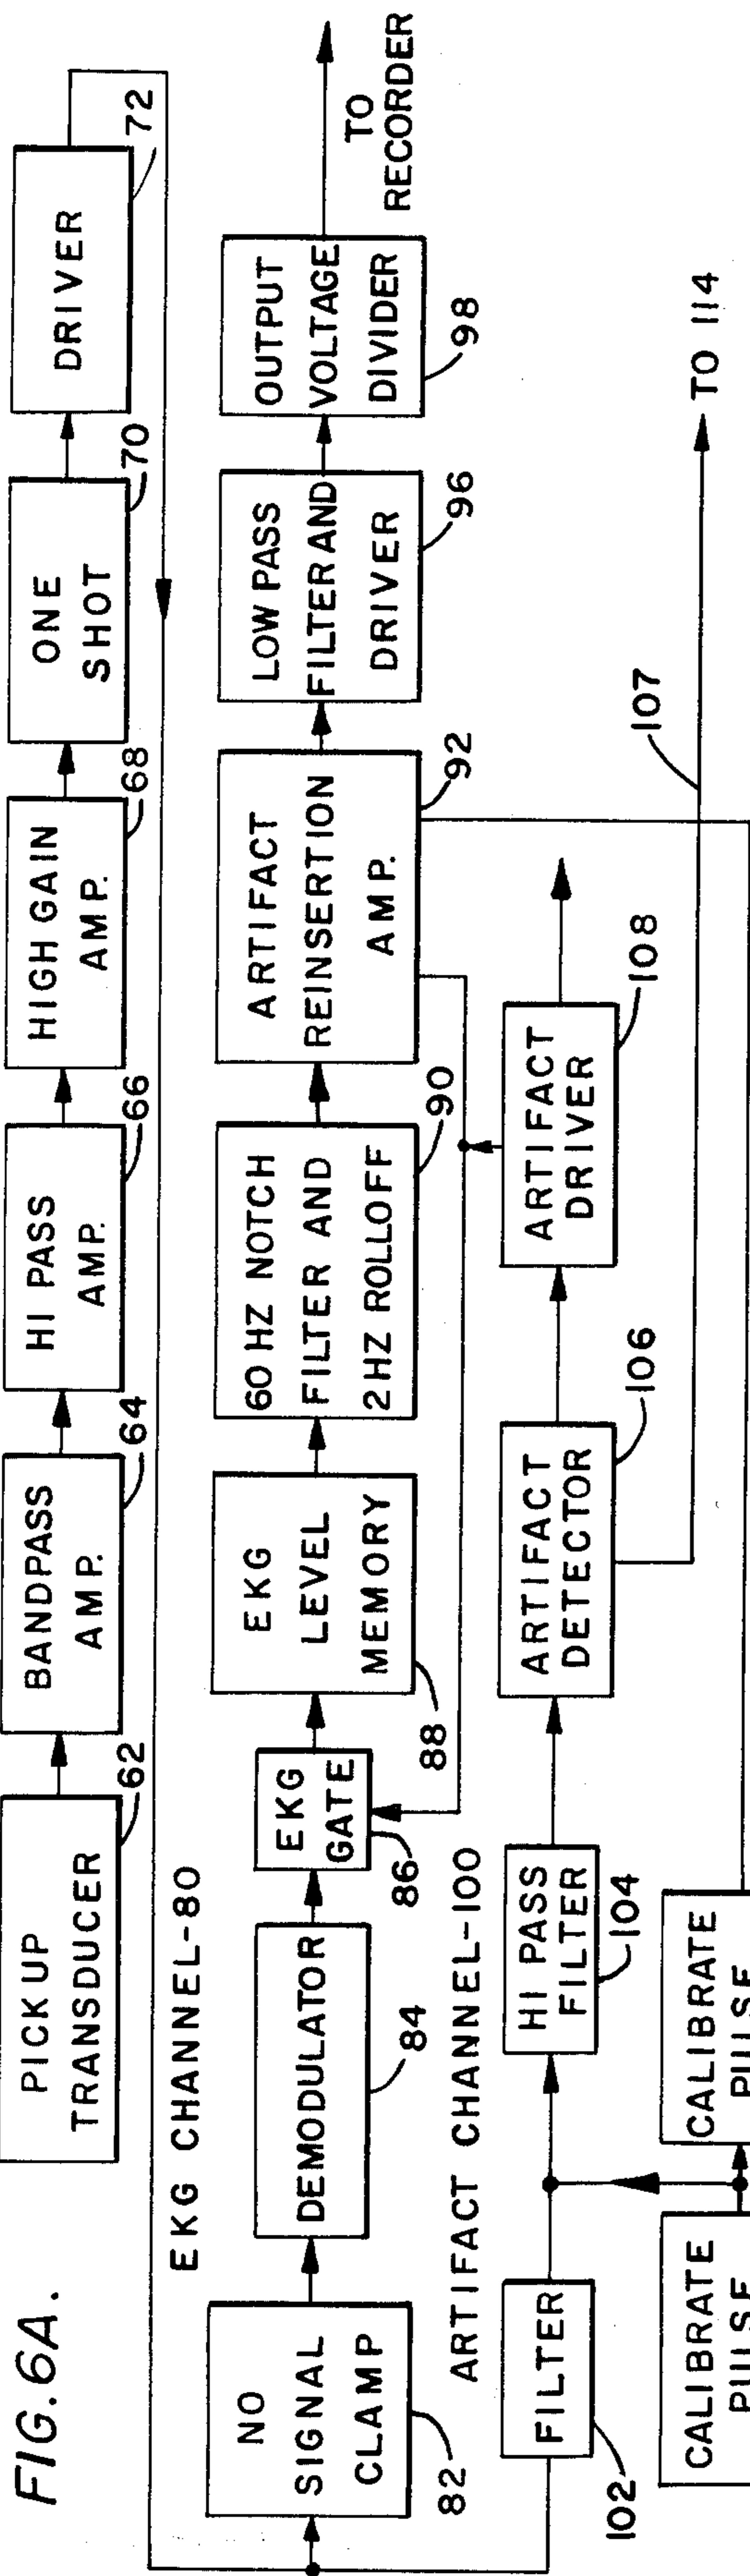 FIG.6A.
PICK UP
TRANSDUCER
62
BANDPASS
AMP.
64
HI PASS
AMP.
66
HIGH GAIN
AMP.
68
ONE
SHOT
70
DRIVER
72
EKG CHANNEL-80
NO
SIGNAL
CLAMP
82
DEMODULATOR
84
EKG
GATE
86
EKG
LEVEL
MEMORY
88
60 HZ NOTCH
FILTER AND
2 HZ ROLLOFF
90
ARTIFACT
REINSERTION
AMP.
92
LOW PASS
FILTER AND
DRIVER
96
OUTPUT
VOLTAGE
DIVIDER
98
TO
RECORDER
ARTIFACT CHANNEL-100
FILTER
102
HI PASS
FILTER
104
ARTIFACT
DETECTOR
106
ARTIFACT
DRIVER
108
107
TO 114
CALIBRATE
PULSE
CALIBRATE
PULSE